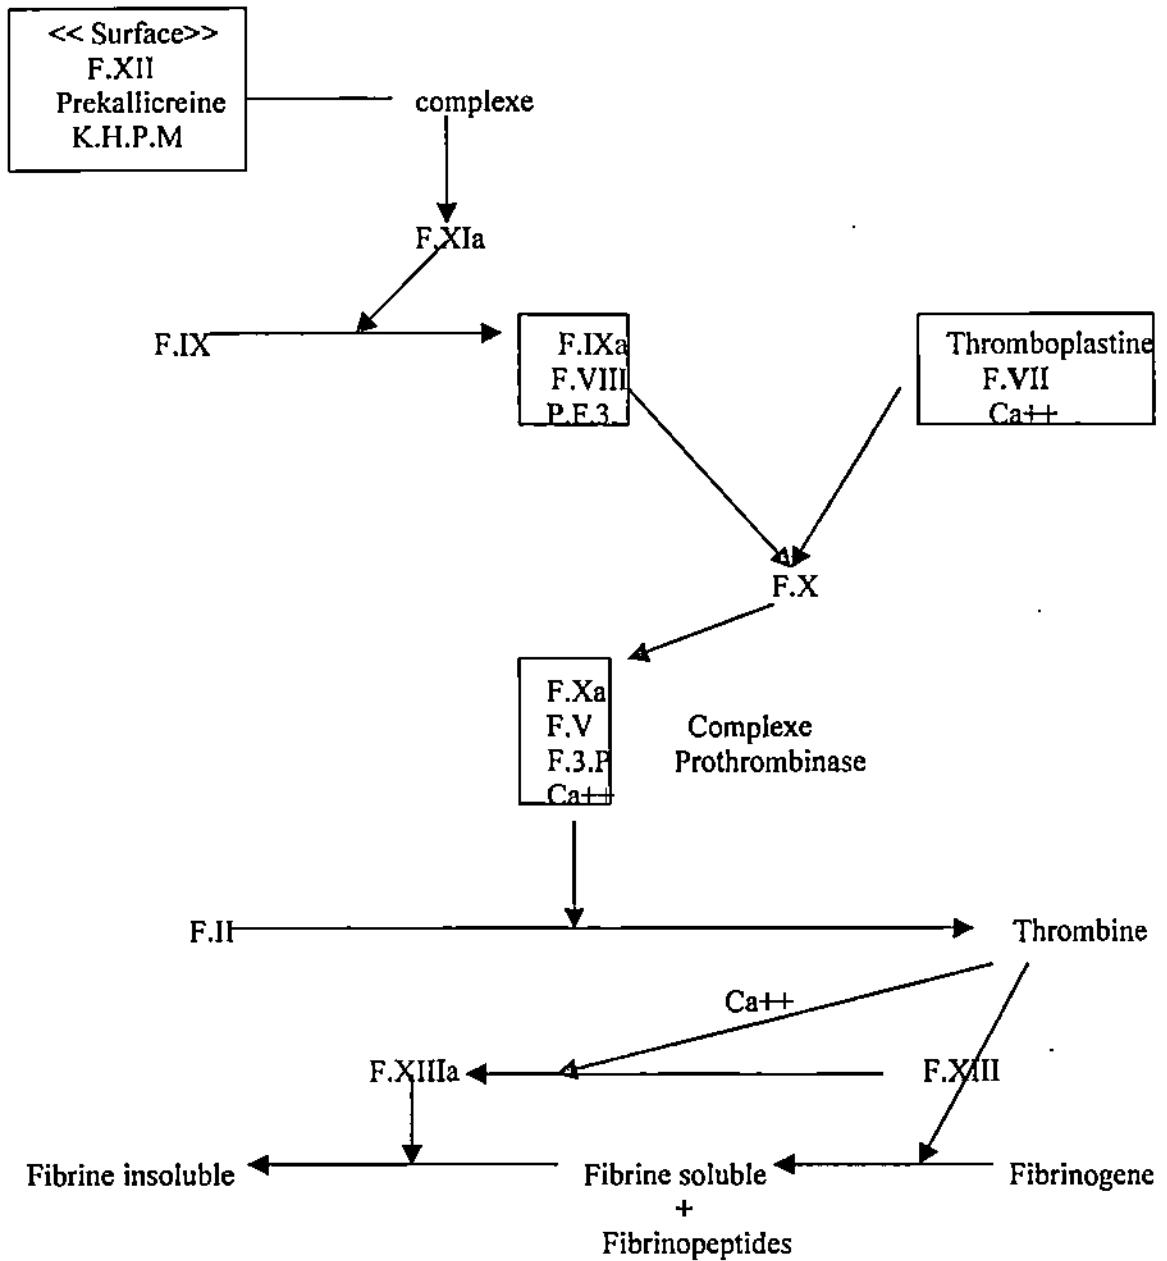 << Surface>>
F.XII
Prekallicreine
K.H.P.M
complexe
F.XIa
F.IX
F.IXa
F.VIII
P.F.3.
Thromboplastine
F.VII
Ca++
F.X
F.Xa
F.V
F.3.P
Ca++
Complexe
Prothrombinase
F.II
Thrombine
Ca++
F.XIIIa
F.XIII
Fibrine insoluble
Fibrine soluble
+
Fibrinopeptides
Fibrinogene